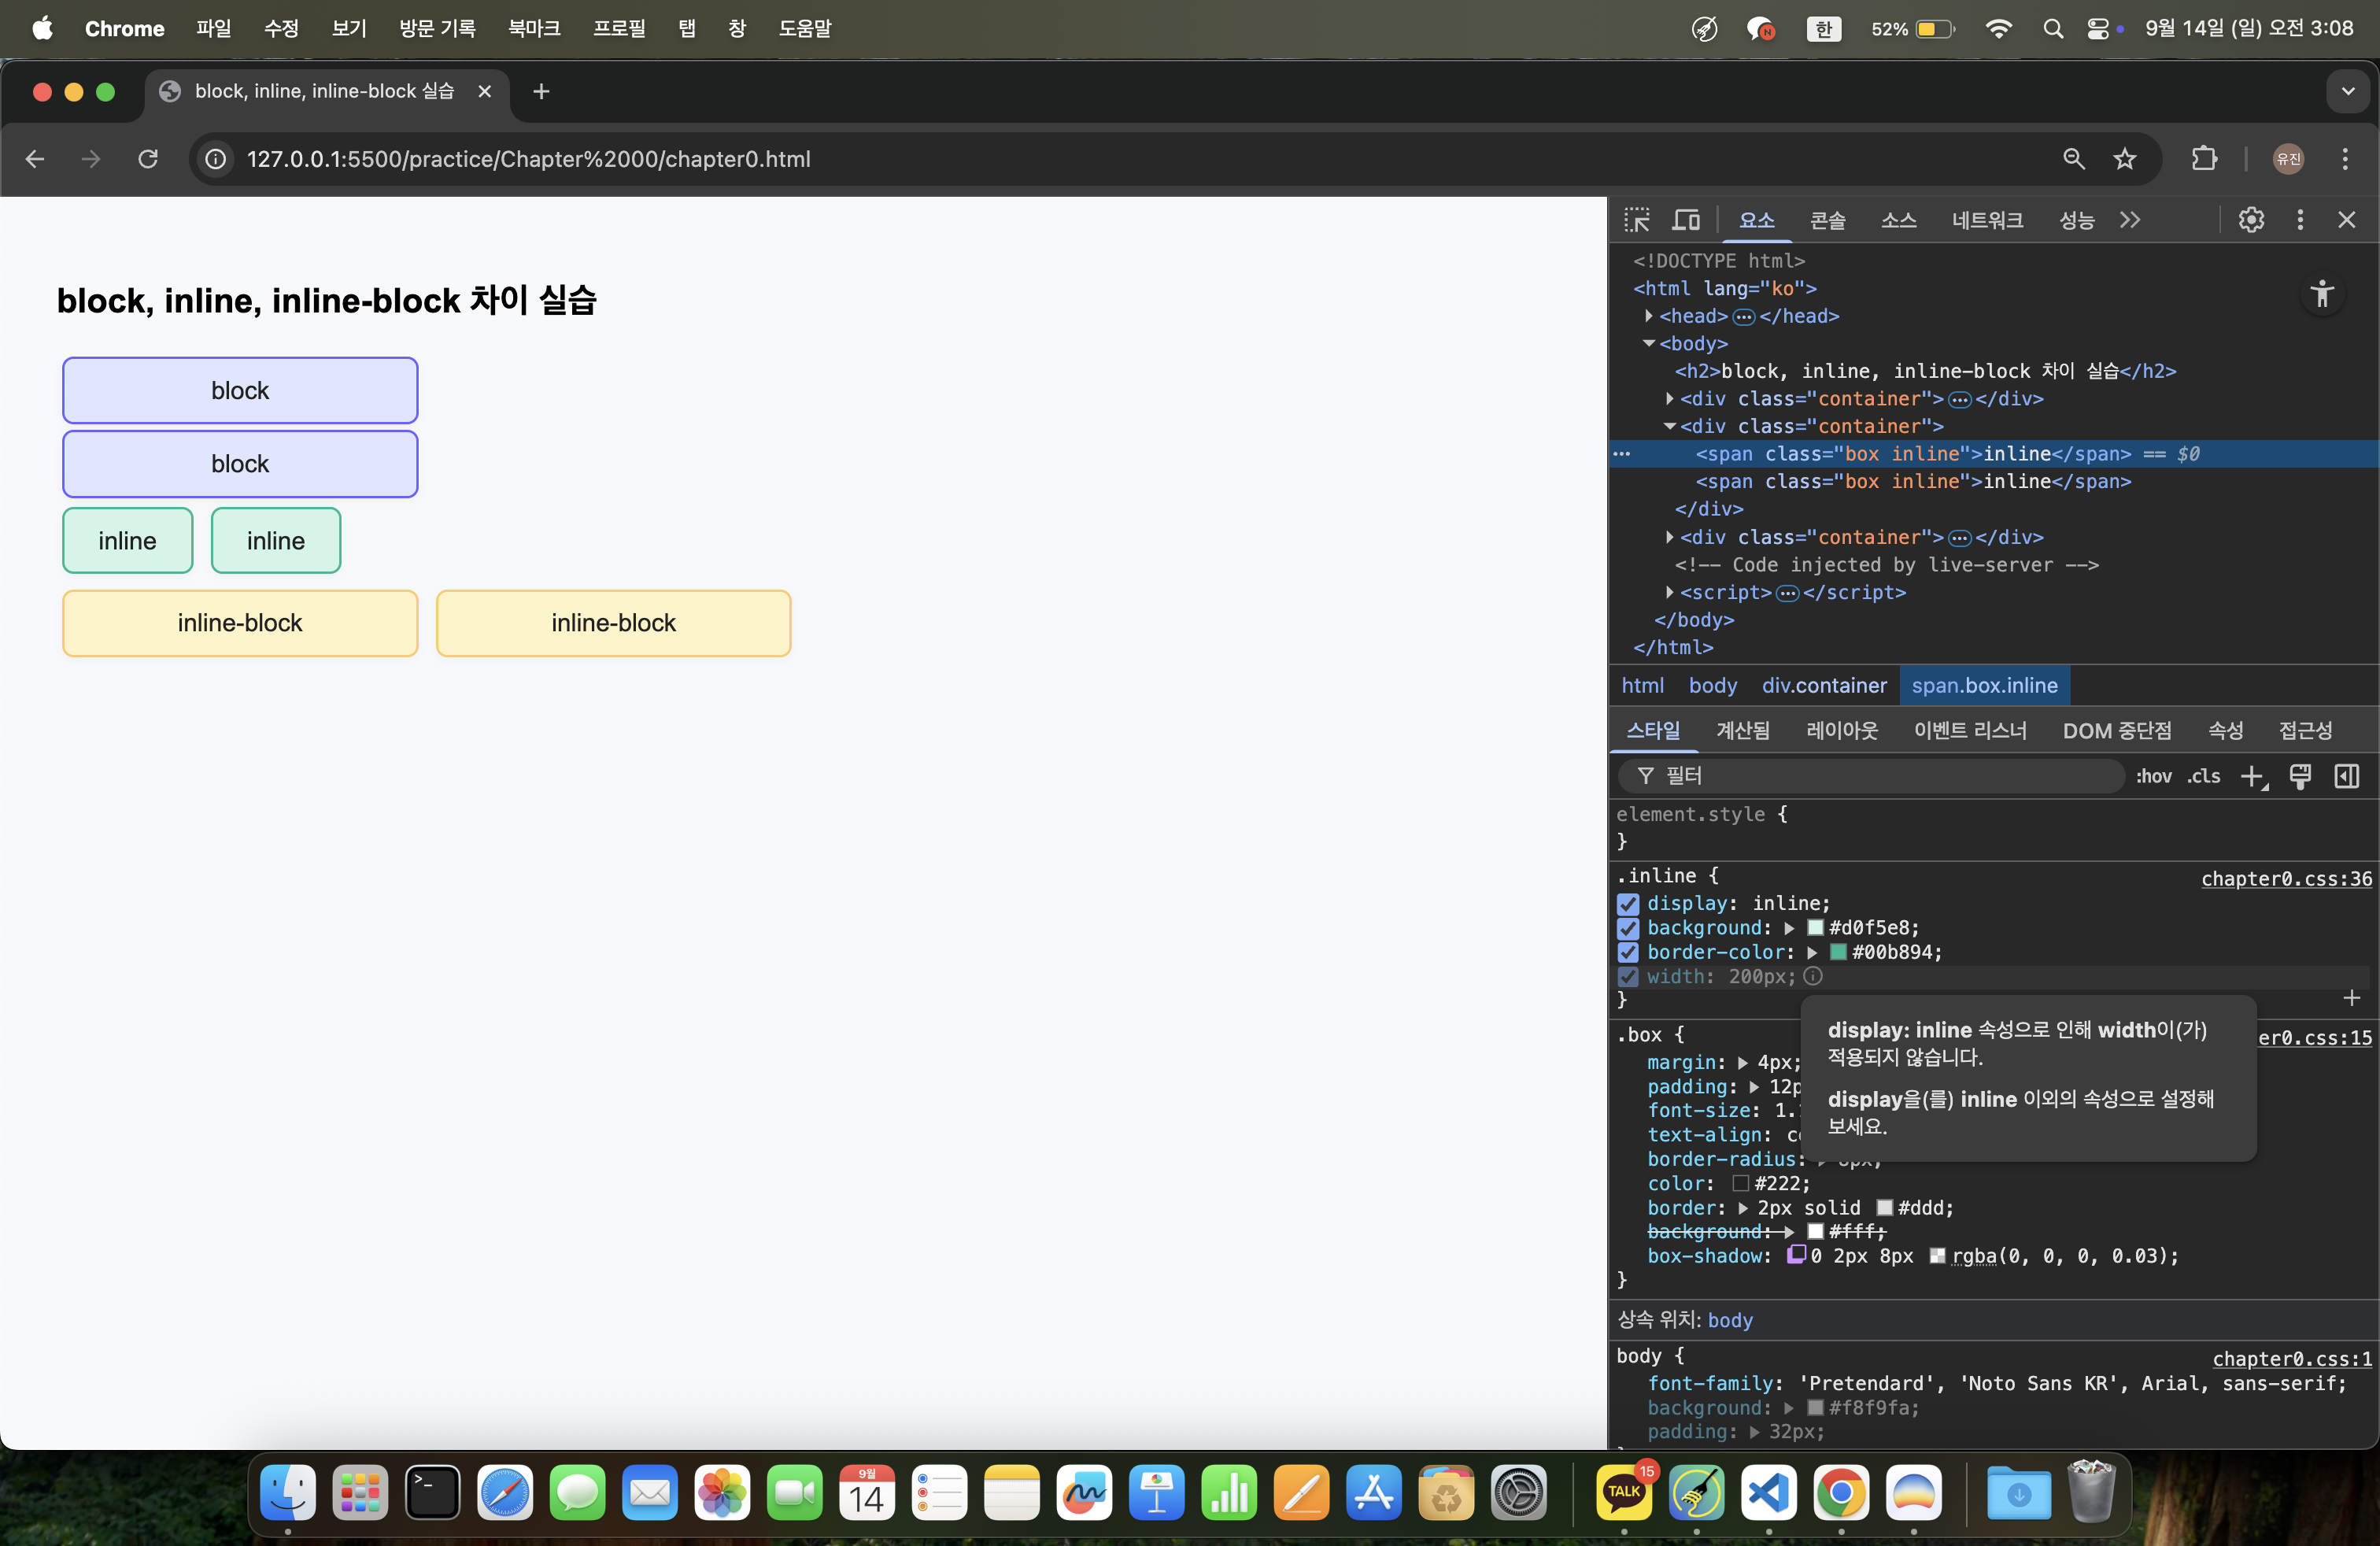 Chrome 파일 수정 보기 방문 기록 북마크 프로필 탭 창 도움말 N 한 52% 9월 14일 (일) 오전 3:08
block, inline, inline-block 실습
127.0.0.1:5500/practice/Chapter%2000/chapter0.html 유진
block, inline, inline-block 차이 실습
block
block
inline inline
inline-block inline-block
요소 콘솔 소스 네트워크 성능
<!DOCTYPE html>
<html lang="ko">
<head> ⋯ </head>
<body>
<h2>block, inline, inline-block 차이 실습</h2>
<div class="container"> ⋯ </div>
<div class="container">
<span class="box inline">inline</span> == $0
<span class="box inline">inline</span>
</div>
<div class="container"> ⋯ </div>
<!-- Code injected by live-server -->
<script> ⋯ </script>
</body>
</html>
html body div.container span.box.inline
스타일 계산됨 레이아웃 이벤트 리스너 DOM 중단점 속성 접근성
필터 :hov .cls
element.style {
}
.inline { chapter0.css:36
display: inline;
background: #d0f5e8;
border-color: #00b894;
width: 200px;
}
display: inline 속성으로 인해 width이(가)
적용되지 않습니다.
display을(를) inline 이외의 속성으로 설정해
보세요.
.box { er0.css:15
margin: 4px;
padding: 12p
font-size: 1.
text-align: c
border-radius: 8px;
color: #222;
border: 2px solid #ddd;
background: #fff;
box-shadow: 0 2px 8px rgba(0, 0, 0, 0.03);
}
상속 위치: body
body { chapter0.css:1
font-family: 'Pretendard', 'Noto Sans KR', Arial, sans-serif;
background: #f8f9fa;
padding: 32px;
9월
14
TALK
15